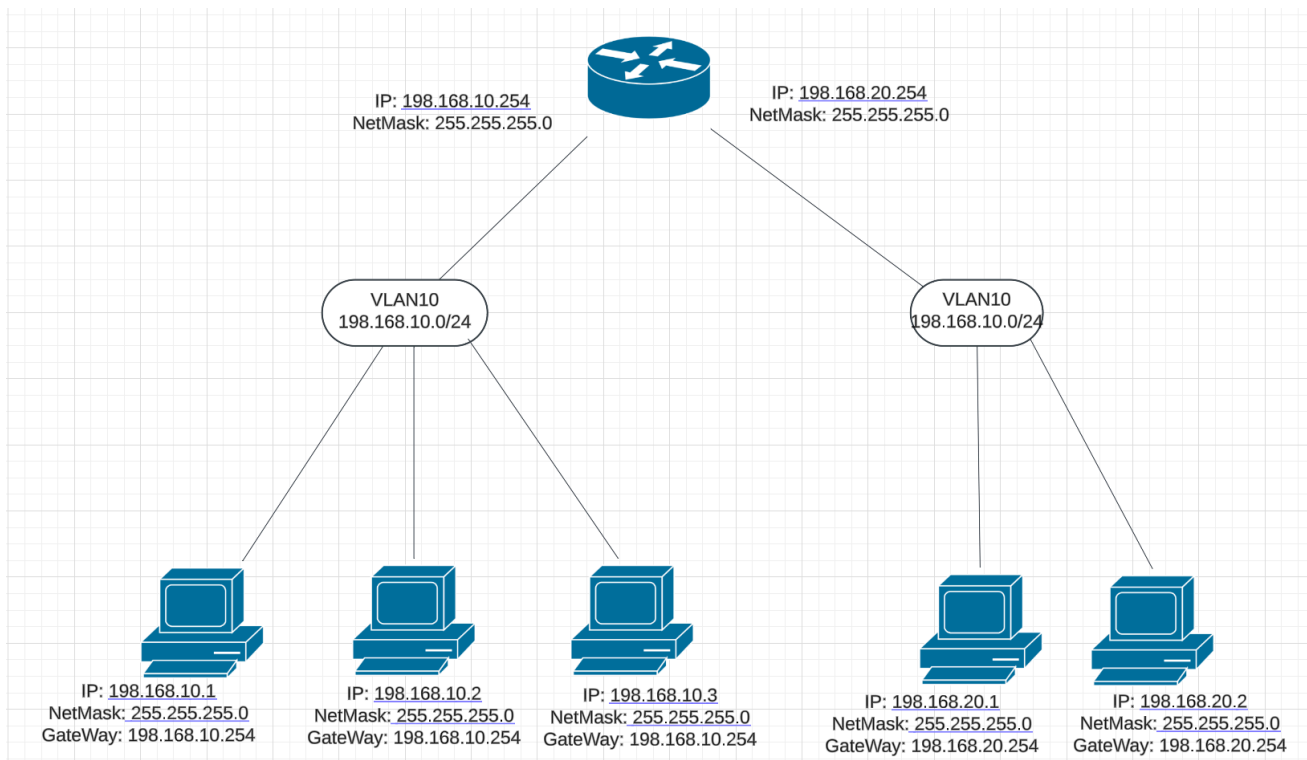 IP: 198.168.10.254
NetMask: 255.255.255.0
IP: 198.168.20.254
NetMask: 255.255.255.0
VLAN10
198.168.10.0/24
VLAN10
198.168.10.0/24
IP: 198.168.10.1
NetMask: 255.255.255.0
GateWay: 198.168.10.254
IP: 198.168.10.2
NetMask: 255.255.255.0
GateWay: 198.168.10.254
IP: 198.168.10.3
NetMask: 255.255.255.0
GateWay: 198.168.10.254
IP: 198.168.20.1
NetMask: 255.255.255.0
GateWay: 198.168.20.254
IP: 198.168.20.2
NetMask: 255.255.255.0
GateWay: 198.168.20.254